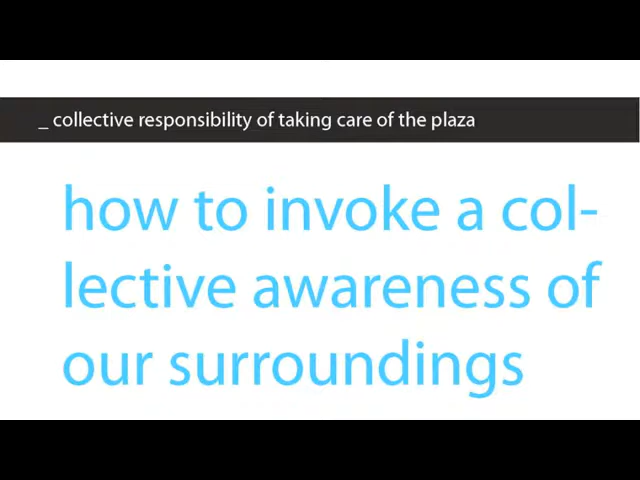 _ collective responsibility of taking care of the plaza
how to invoke a col-
lective awareness of
our surroundings